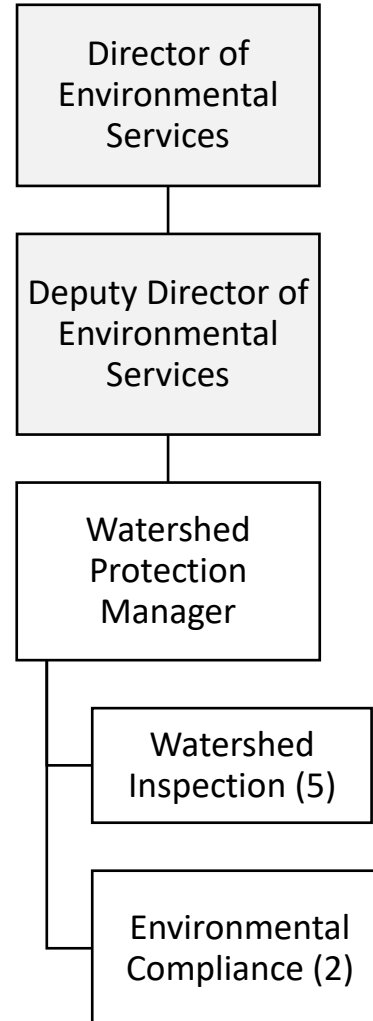 Director of
Environmental
Services
Deputy Director of
Environmental
Services
Watershed
Protection
Manager
Watershed
Inspection (5)
Environmental
Compliance (2)